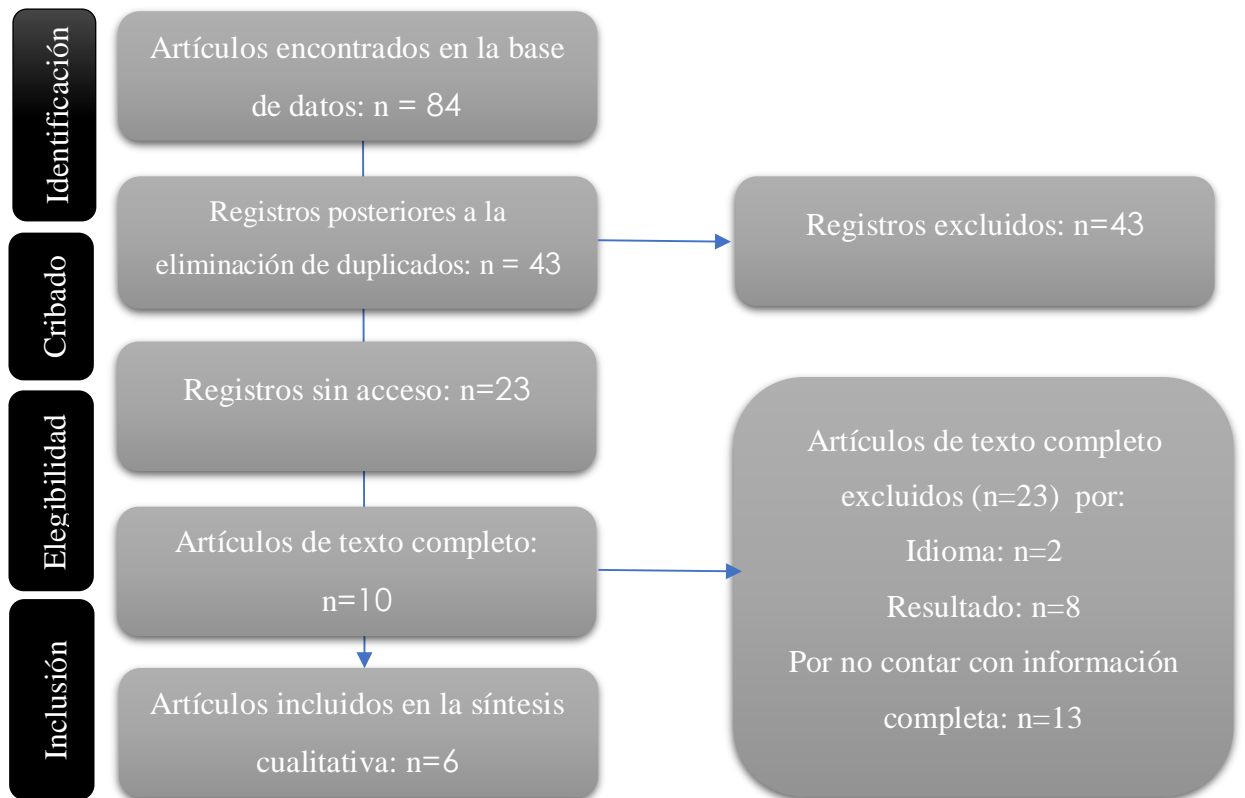 Identificación
Artículos encontrados en la base
de datos: n = 84
Registros posteriores a la
eliminación de duplicados: n = 43
Registros excluidos: n=43
Cribado
Registros sin acceso: n=23
Elegibilidad
Artículos de texto completo:
n=10
Artículos de texto completo
excluidos (n=23) por:
Idioma: n=2
Resultado: n=8
Por no contar con información
completa: n=13
Inclusión
Artículos incluidos en la síntesis
cualitativa: n=6